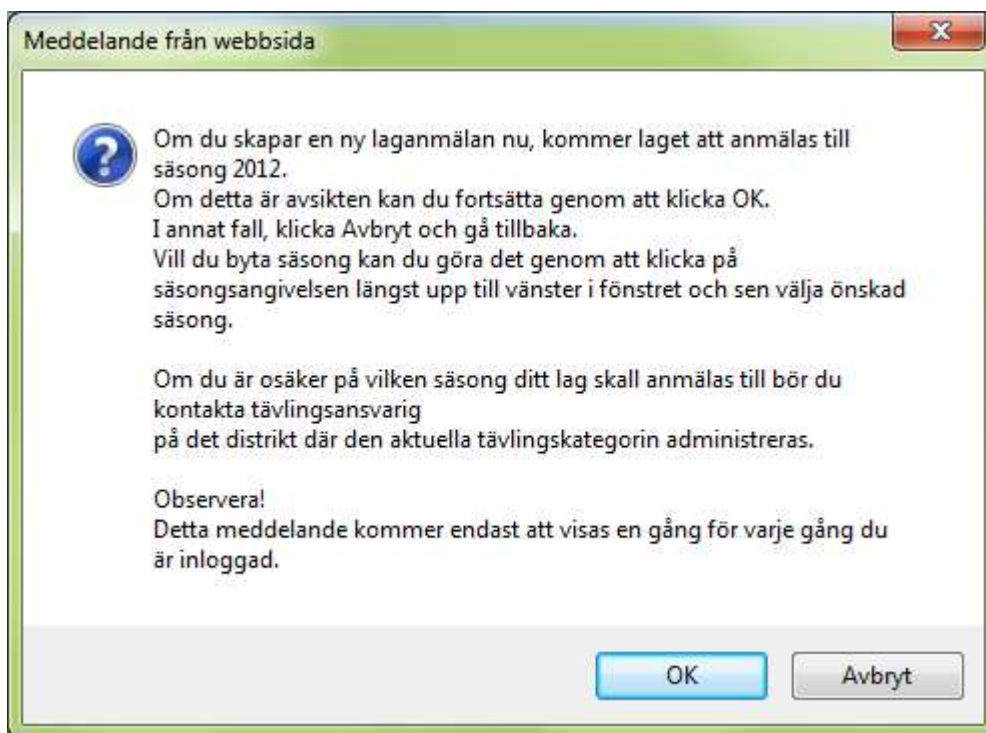 Meddelande från webbsida
Om du skapar en ny laganmälan nu, kommer laget att anmälas till
säsong 2012.
Om detta är avsikten kan du fortsätta genom att klicka OK.
I annat fall, klicka Avbryt och gå tillbaka.
Vill du byta säsong kan du göra det genom att klicka på
säsongsangivelsen längst upp till vänster i fönstret och sen välja önskad
säsong.
Om du är osäker på vilken säsong ditt lag skall anmälas till bör du
kontakta tävlingsansvarig
på det distrikt där den aktuella tävlingskategorin administreras.
Observera!
Detta meddelande kommer endast att visas en gång för varje gång du
är inloggad.
OK
Avbryt